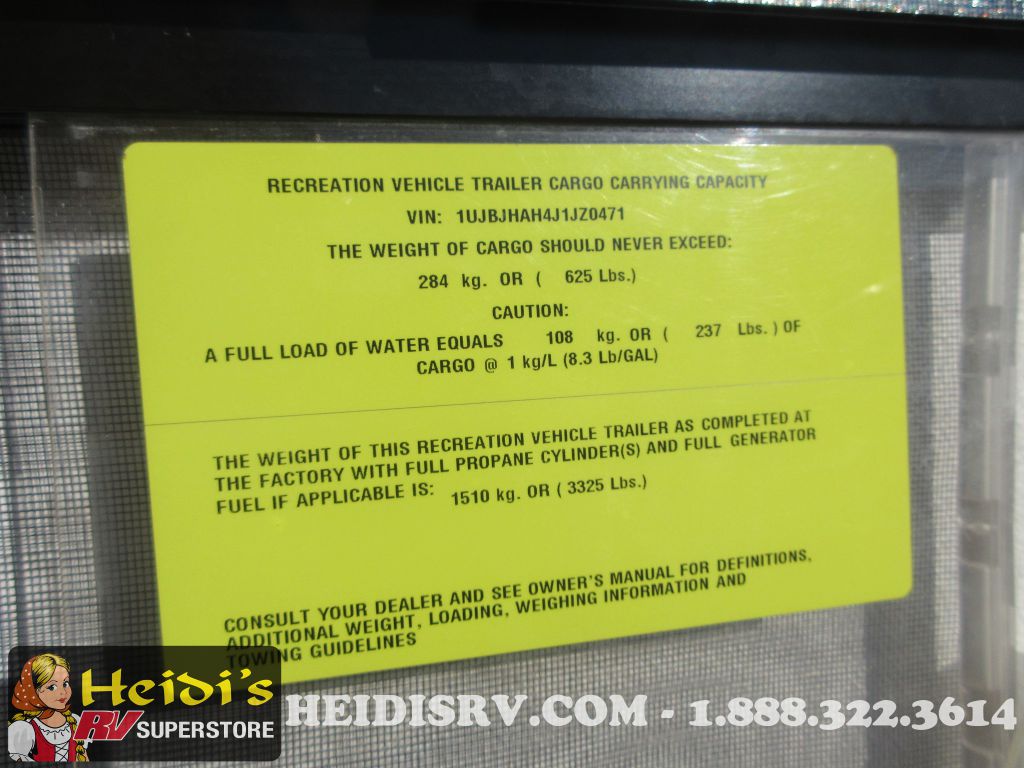 RECREATION VEHICLE TRAILER CARGO CARRYING CAPACITY
VIN: 1UJBJHAH4J1JZ0471
THE WEIGHT OF CARGO SHOULD NEVER EXCEED:
284 kg. OR ( 625 Lbs.)
CAUTION:
A FULL LOAD OF WATER EQUALS 108 kg. OR ( 237 Lbs. ) OF
CARGO @ 1 kg/L (8.3 Lb/GAL)
THE WEIGHT OF THIS RECREATION VEHICLE TRAILER AS COMPLETED AT
THE FACTORY WITH FULL PROPANE CYLINDER(S) AND FULL GENERATOR
FUEL IF APPLICABLE IS: 1510 kg. OR ( 3325 Lbs.)
CONSULT YOUR DEALER AND SEE OWNER'S MANUAL FOR DEFINITIONS,
ADDITIONAL WEIGHT, LOADING, WEIGHING INFORMATION AND
TOWING GUIDELINES
Heidi's
RV SUPERSTORE
HEIDISRV.COM - 1.888.322.3614